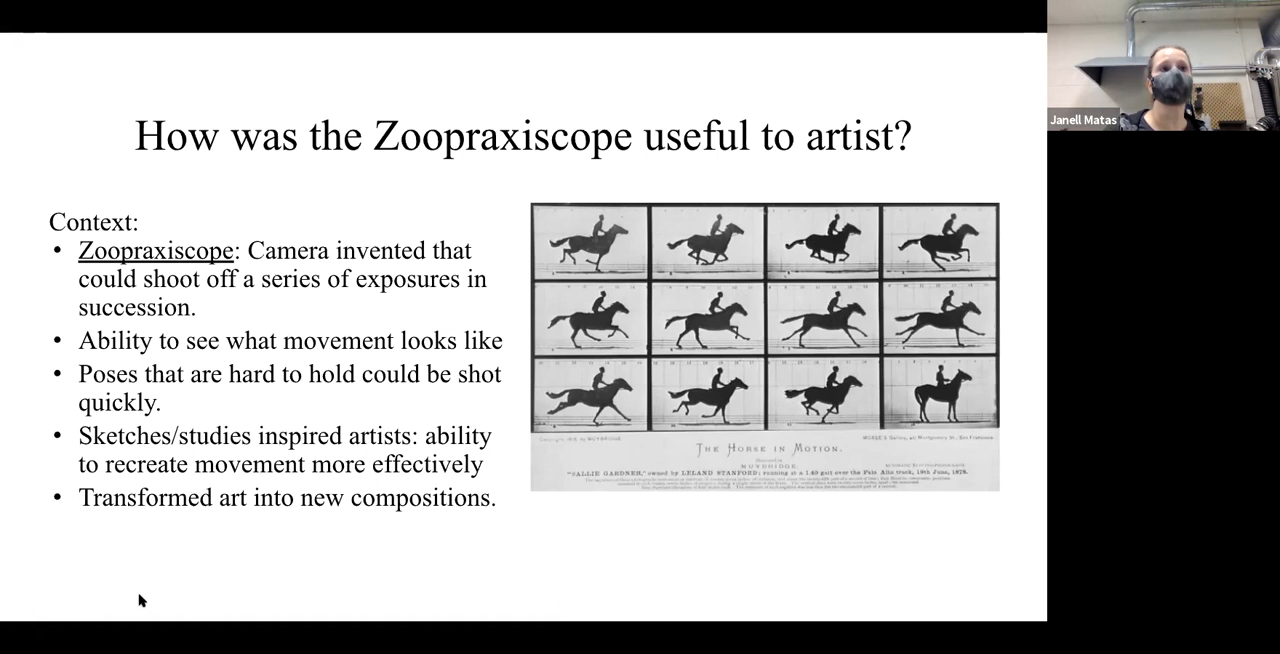 How was the Zoopraxiscope useful to artist?
Janell Matas
Context:
• Zoopraxiscope: Camera invented that
could shoot off a series of exposures in
succession.
• Ability to see what movement looks like
• Poses that are hard to hold could be shot
quickly.
• Sketches/studies inspired artists: ability
to recreate movement more effectively
• Transformed art into new compositions.
THE HORSE IN MOTION.
MUYBRIDGE.
"SALLIE GARDNER," owned by LELAND STANFORD; running at a 1.40 gait over the Palo Alto track, 19th June, 1878.